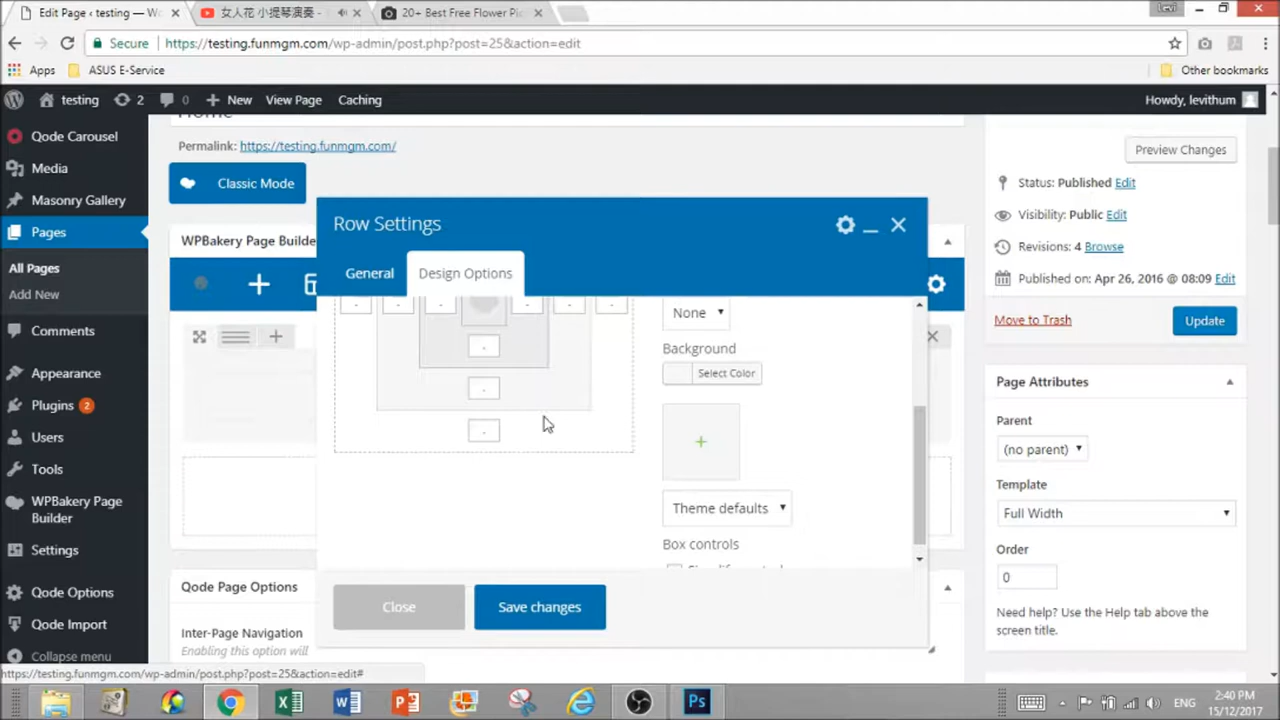 Edit Page ‹ testing — Wo
女人花 小提琴演奏 -
20+ Best Free Flower Pic
Levi
Secure
https://testing.funmgm.com/wp-admin/post.php?post=25&action=edit
Apps
ASUS E-Service
Other bookmarks
testing
2
0
New
View Page
Caching
Howdy, levithum
Qode Carousel
Media
Masonry Gallery
Pages
All Pages
Add New
Comments
Appearance
Plugins 2
Users
Tools
WPBakery Page
Builder
Settings
Qode Options
Qode Import
Collapse menu
Home
Permalink: https://testing.funmgm.com/
Classic Mode
WPBakery Page Builde
Row Settings
General
Design Options
None
Background
Select Color
Theme defaults
Box controls
Close
Save changes
Qode Page Options
Inter-Page Navigation
Enabling this option will
Preview Changes
Status: Published Edit
Visibility: Public Edit
Revisions: 4 Browse
Published on: Apr 26, 2016 @ 08:09 Edit
Move to Trash
Update
Page Attributes
Parent
(no parent)
Template
Full Width
Order
0
Need help? Use the Help tab above the
screen title.
https://testing.funmgm.com/wp-admin/post.php?post=25&action=edit#
Ps
ENG
2:40 PM
15/12/2017